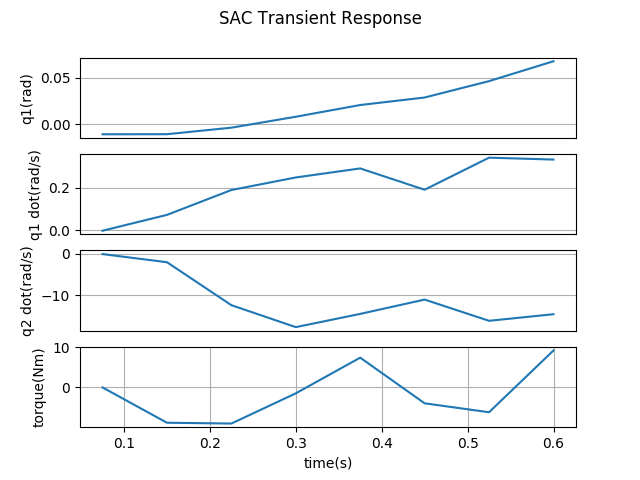 SAC Transient Response
q1(rad)
0.05
0.00
q1 dot(rad/s)
0.2
0.0
q2 dot(rad/s)
0
−10
torque(Nm)
10
0
0.1 0.2 0.3 0.4 0.5 0.6
time(s)